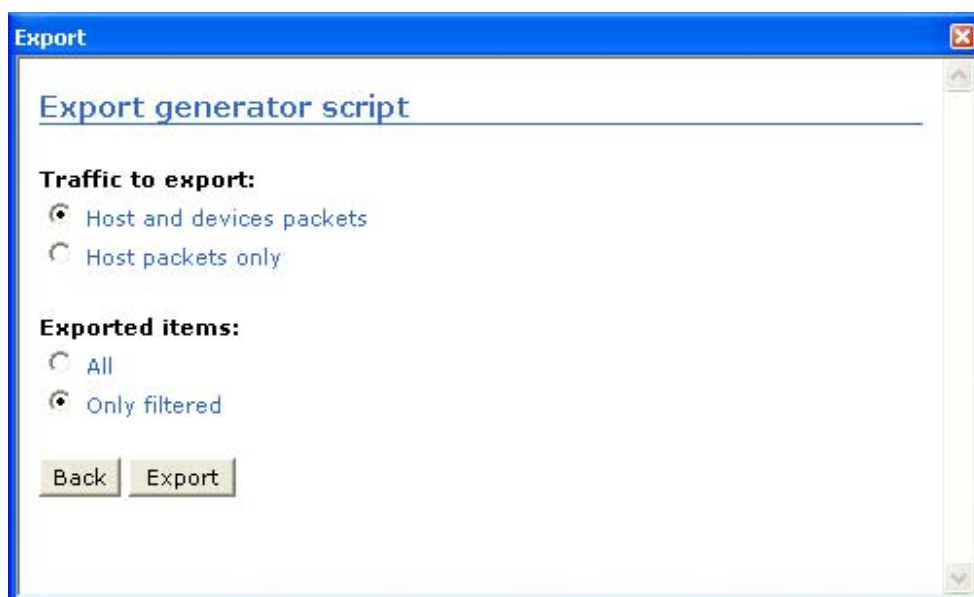 Export
Export generator script
Traffic to export:
Host and devices packets
Host packets only
Exported items:
All
Only filtered
Back Export